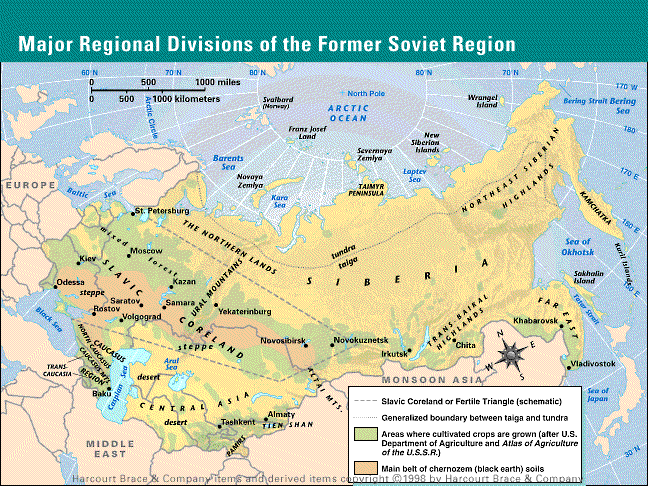 Major Regional Divisions of the Former Soviet Region
60°N
70°N
80°N
80°N
70°N
170°W
0
500
1000 miles
0
500
1000 kilometers
Arctic Circle
Svalbard
(Norway)
North Pole
ARCTIC
OCEAN
Wrangel
Island
Bering Strait
Bering
Sea
180
Franz Josef
Land
Severnaya
Zemlya
New
Siberian
Islands
Barents
Sea
Novaya
Zemlya
Kara
Sea
TAIMYR
PENINSULA
Laptev
Sea
NORTHEAST SIBERIAN
HIGHLANDS
170 E
EUROPE
Baltic Sea
KAMCHATKA
160 E
St. Petersburg
THE NORTHERN LANDS
tundra
taiga
mixed forest
Moscow
Sea of
Okhotsk
Kuril Islands
Kiev
SLAVIC
CORELAND
URAL MOUNTAINS
SIBERIA
Sakhalin
Island
Odessa
steppe
Kazan
Saratov
Samara
Rostov
Volgograd
Yekaterinburg
TRANS-BAIKAL
HIGHLANDS
FAR EAST
Tatar Strait
Khabarovsk
Black Sea
Novosibirsk
Novokuznetsk
Irkutsk
Chita
N
E
S
W
Vladivostok
CAUCASUS
NORTH CAUCASUS
CAUCASUS MTS.
REGION
TRANS-
CAUCASIA
steppe
Aral
Sea
desert
Caspian Sea
Baku
ALTAI MTS.
MONSOON ASIA
Sea of
Japan
CENTRAL ASIA
desert
Tashkent
Almaty
TIEN SHAN
PAMIRS
MIDDLE
EAST
30 N
Slavic Coreland or Fertile Triangle (schematic)
Generalized boundary between taiga and tundra
Areas where cultivated crops are grown (after U.S.
Department of Agriculture and Atlas of Agriculture
of the U.S.S.R.)
Main belt of chernozem (black earth) soils
Harcourt Brace & Company items and derived items copyright ©1998 by Harcourt Brace & Company